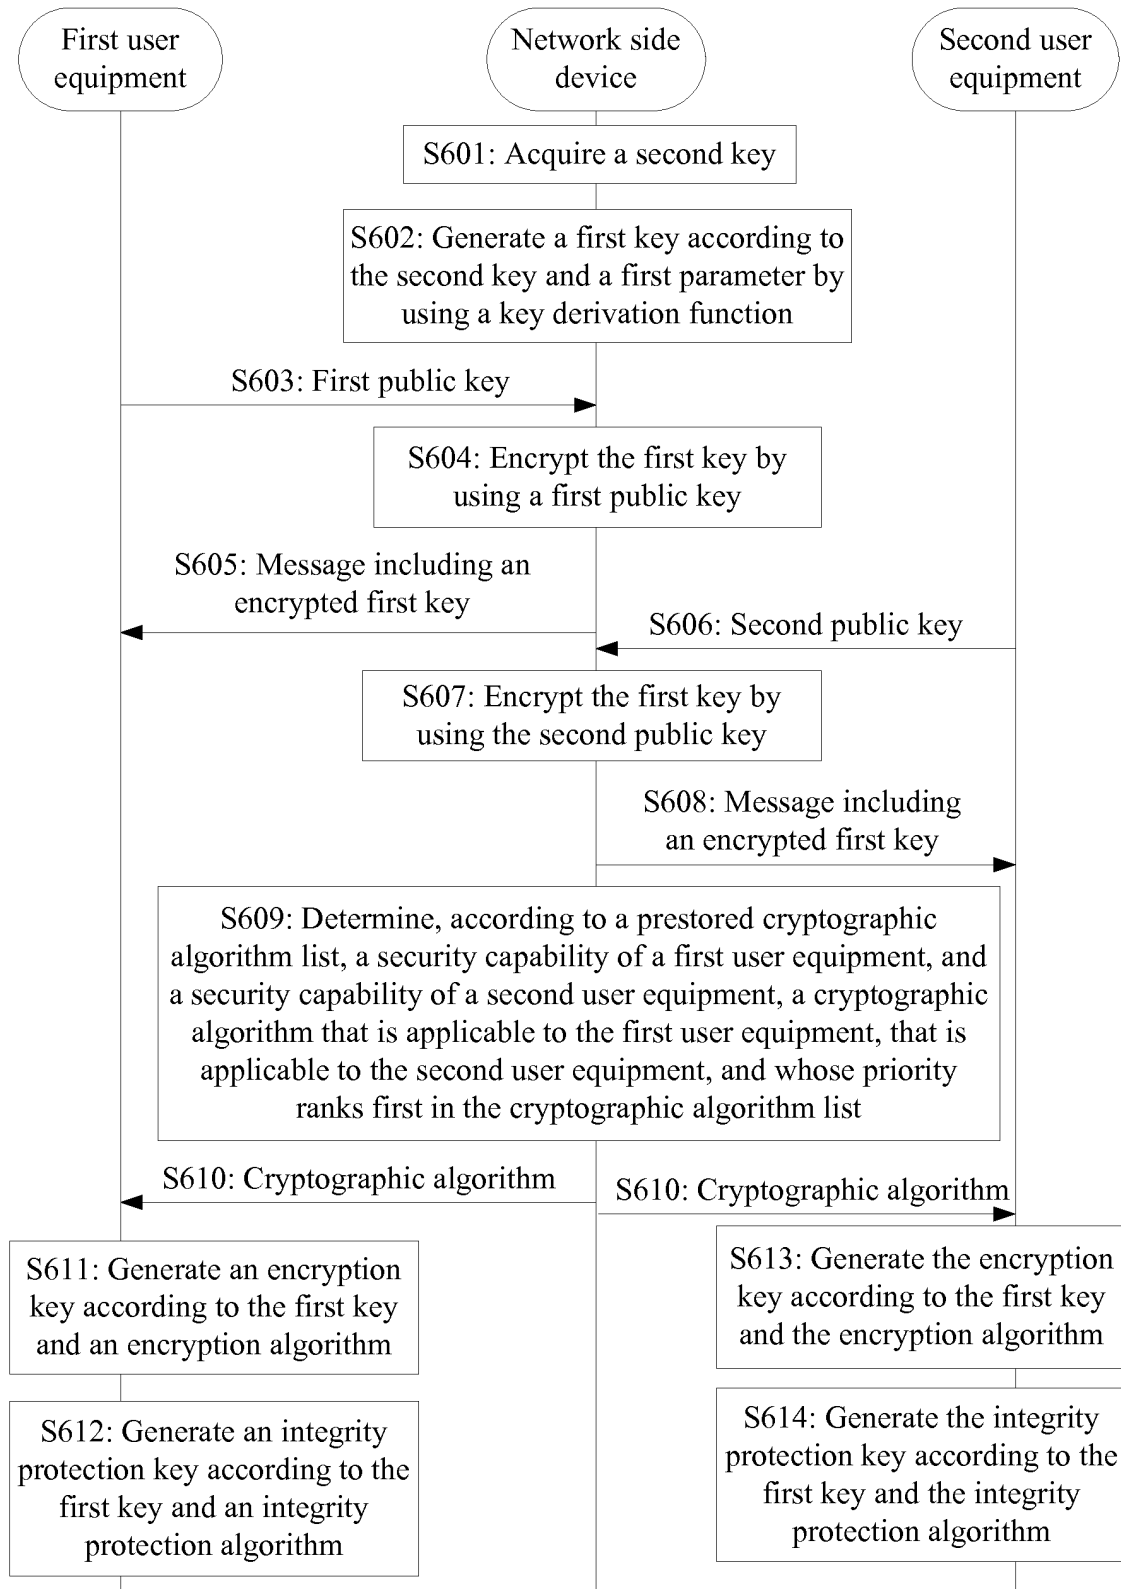 First user
equipment
Network side
device
Second user
equipment
S601: Acquire a second key
S602: Generate a first key according to
the second key and a first parameter by
using a key derivation function
S603: First public key
S604: Encrypt the first key by
using a first public key
S605: Message including an
encrypted first key
S606: Second public key
S607: Encrypt the first key by
using the second public key
S608: Message including
an encrypted first key
S609: Determine, according to a prestored cryptographic
algorithm list, a security capability of a first user equipment, and
a security capability of a second user equipment, a cryptographic
algorithm that is applicable to the first user equipment, that is
applicable to the second user equipment, and whose priority
ranks first in the cryptographic algorithm list
S610: Cryptographic algorithm
S610: Cryptographic algorithm
S611: Generate an encryption
key according to the first key
and an encryption algorithm
S613: Generate the encryption
key according to the first key
and the encryption algorithm
S612: Generate an integrity
protection key according to the
first key and an integrity
protection algorithm
S614: Generate the integrity
protection key according to the
first key and the integrity
protection algorithm